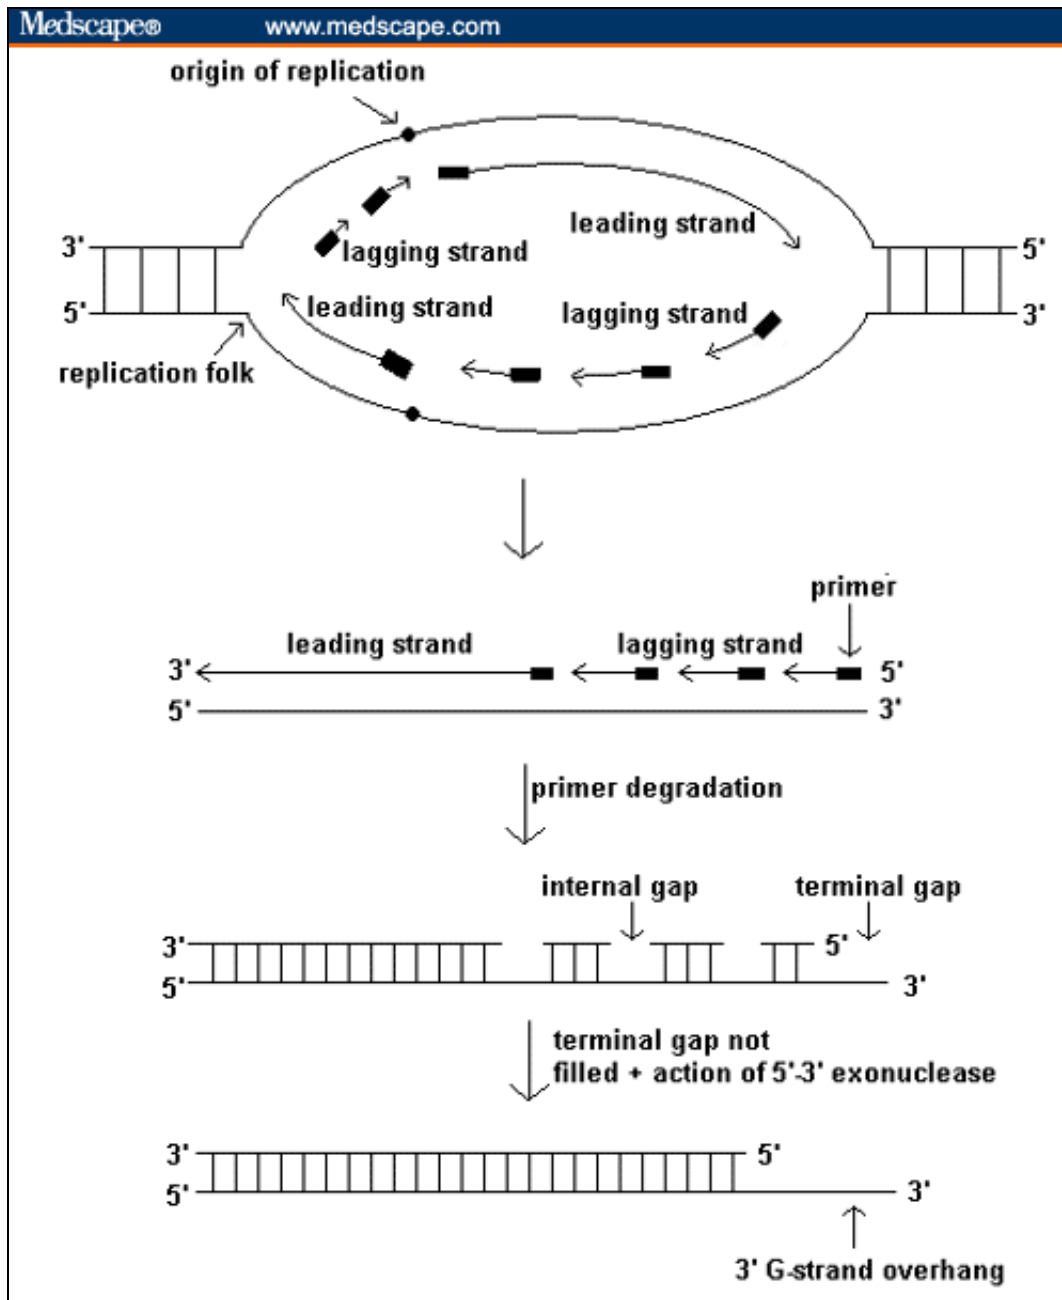 Medscape® www.medscape.com
origin of replication
leading strand
3' lagging strand 5'
leading strand
5' lagging strand 3'
replication folk
primer
leading strand lagging strand
3' 5'
5' 3'
primer degradation
internal gap terminal gap
3' 5'
5' 3'
terminal gap not
filled + action of 5'-3' exonuclease
3' 5'
5' 3'
3' G-strand overhang